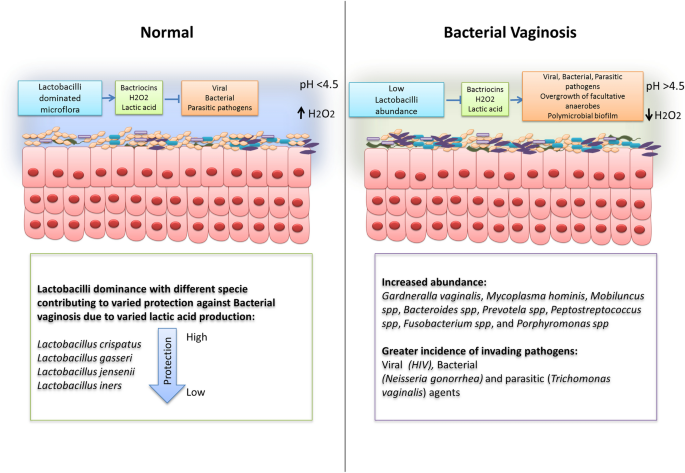 Normal
Lactobacilli
dominated
microflora
Bactriocins
H2O2
Lactic acid
Viral
Bacterial
Parasitic pathogens
pH <4.5
H2O2
Lactobacilli dominance with different specie
contributing to varied protection against Bacterial
vaginosis due to varied lactic acid production:
Lactobacillus crispatus
Lactobacillus gasseri
Lactobacillus jensenii
Lactobacillus iners
Protection
High
Low
Bacterial Vaginosis
Low
Lactobacilli
abundance
Bactriocins
H2O2
Lactic acid
Viral, Bacterial, Parasitic
pathogens
Overgrowth of facultative
anaerobes
Polymicrobial biofilm
pH >4.5
H2O2
Increased abundance:
Gardneralla vaginalis, Mycoplasma hominis, Mobiluncus
spp, Bacteroides spp, Prevotela spp, Peptostreptococcus
spp, Fusobacterium spp, and Porphyromonas spp
Greater incidence of invading pathogens:
Viral (HIV), Bacterial
(Neisseria gonorrhea) and parasitic (Trichomonas
vaginalis) agents